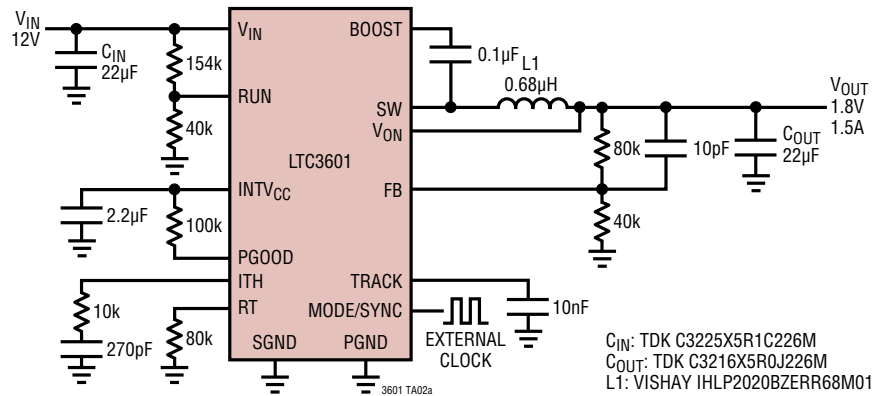 VIN
12V
CIN
22µF
154k
RUN
40k
VIN
BOOST
0.1µF
L1
0.68µH
SW
VON
VOUT
1.8V
1.5A
80k
10pF
COUT
22µF
LTC3601
INTVCC
FB
2.2µF
100k
40k
PGOOD
ITH
TRACK
10k
RT
MODE/SYNC
10nF
270pF
80k
SGND
PGND
EXTERNAL
CLOCK
3601 TA02a
CIN: TDK C3225X5R1C226M
COUT: TDK C3216X5R0J226M
L1: VISHAY IHLP2020BZERR68M01